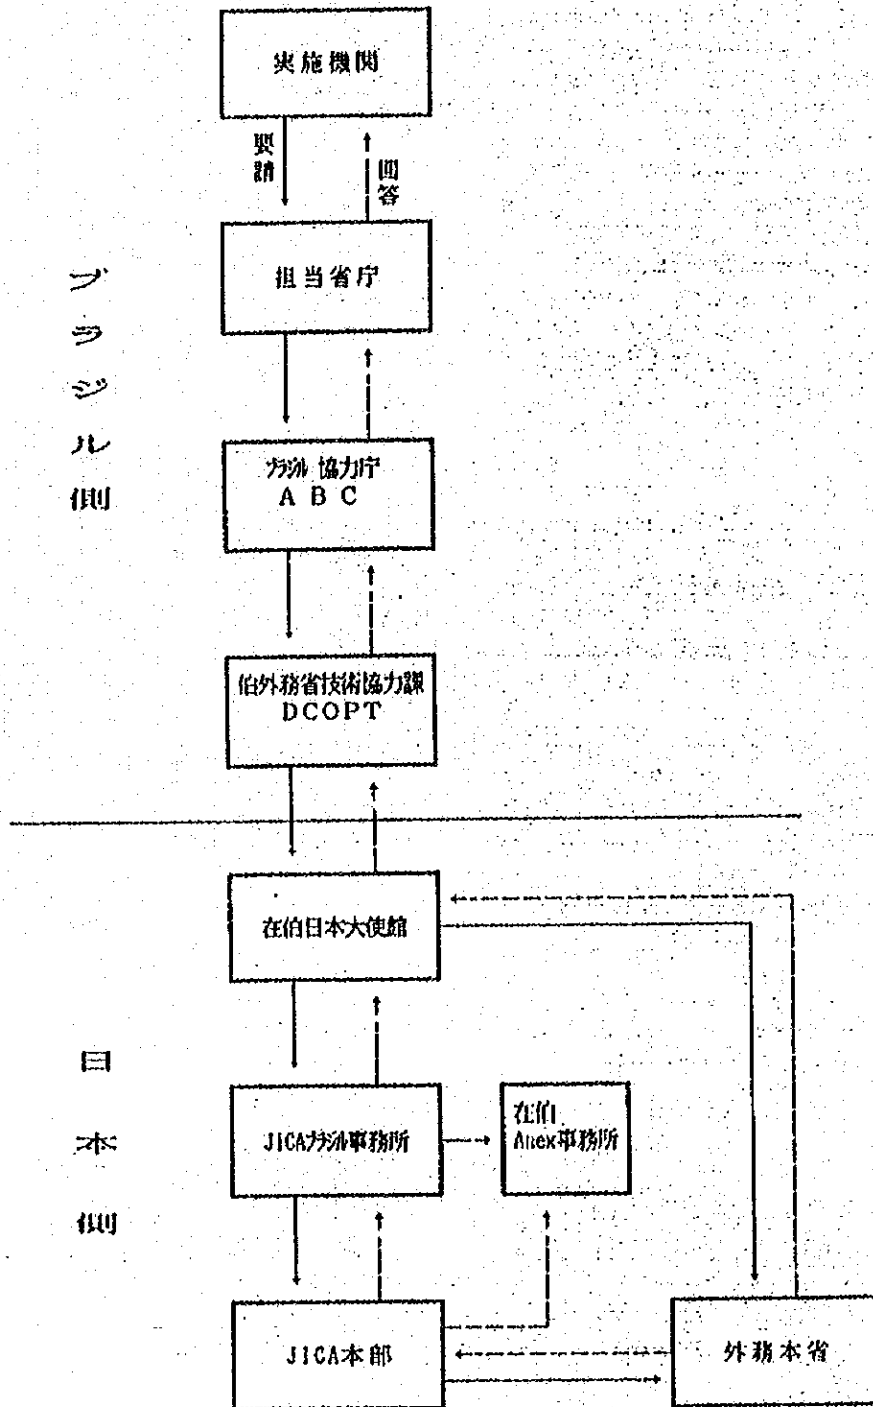 実施機関
要請
回答
担当省庁
ブラジル側
ブラジル 協力庁
A B C
伯外務省技術協力課
DCOPT
在伯日本大使館
日本側
JICAブラジル事務所
在伯
Anex事務所
JICA本部
外務本省